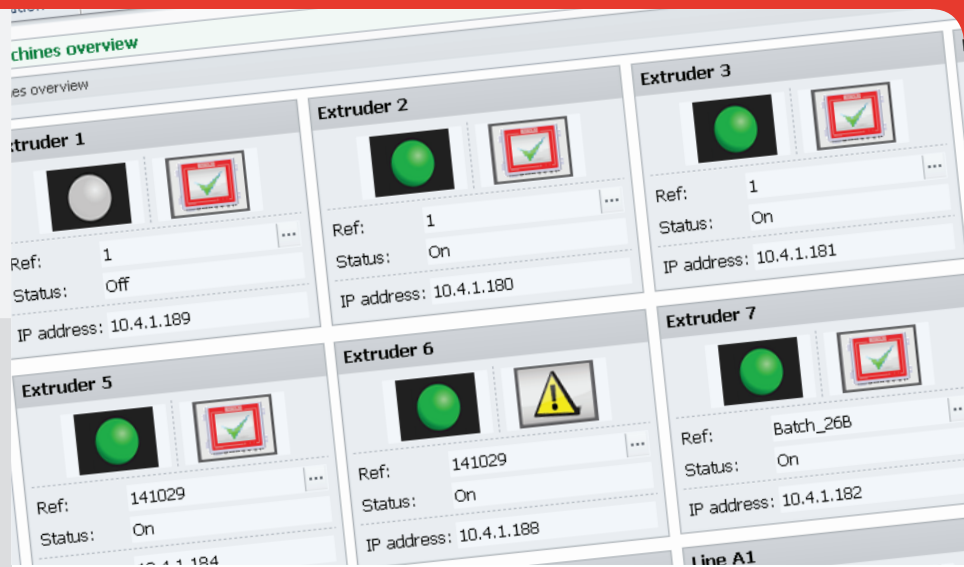 chines overview
es overview
Extruder 1
Ref: 1
Status: Off
IP address: 10.4.1.189
Extruder 2
Ref: 1
Status: On
IP address: 10.4.1.180
Extruder 3
Ref: 1
Status: On
IP address: 10.4.1.181
Extruder 5
Ref: 141029
Status: On
Extruder 6
Ref: 141029
Status: On
IP address: 10.4.1.188
Extruder 7
Ref: Batch_26B
Status: On
IP address: 10.4.1.182
Line A1